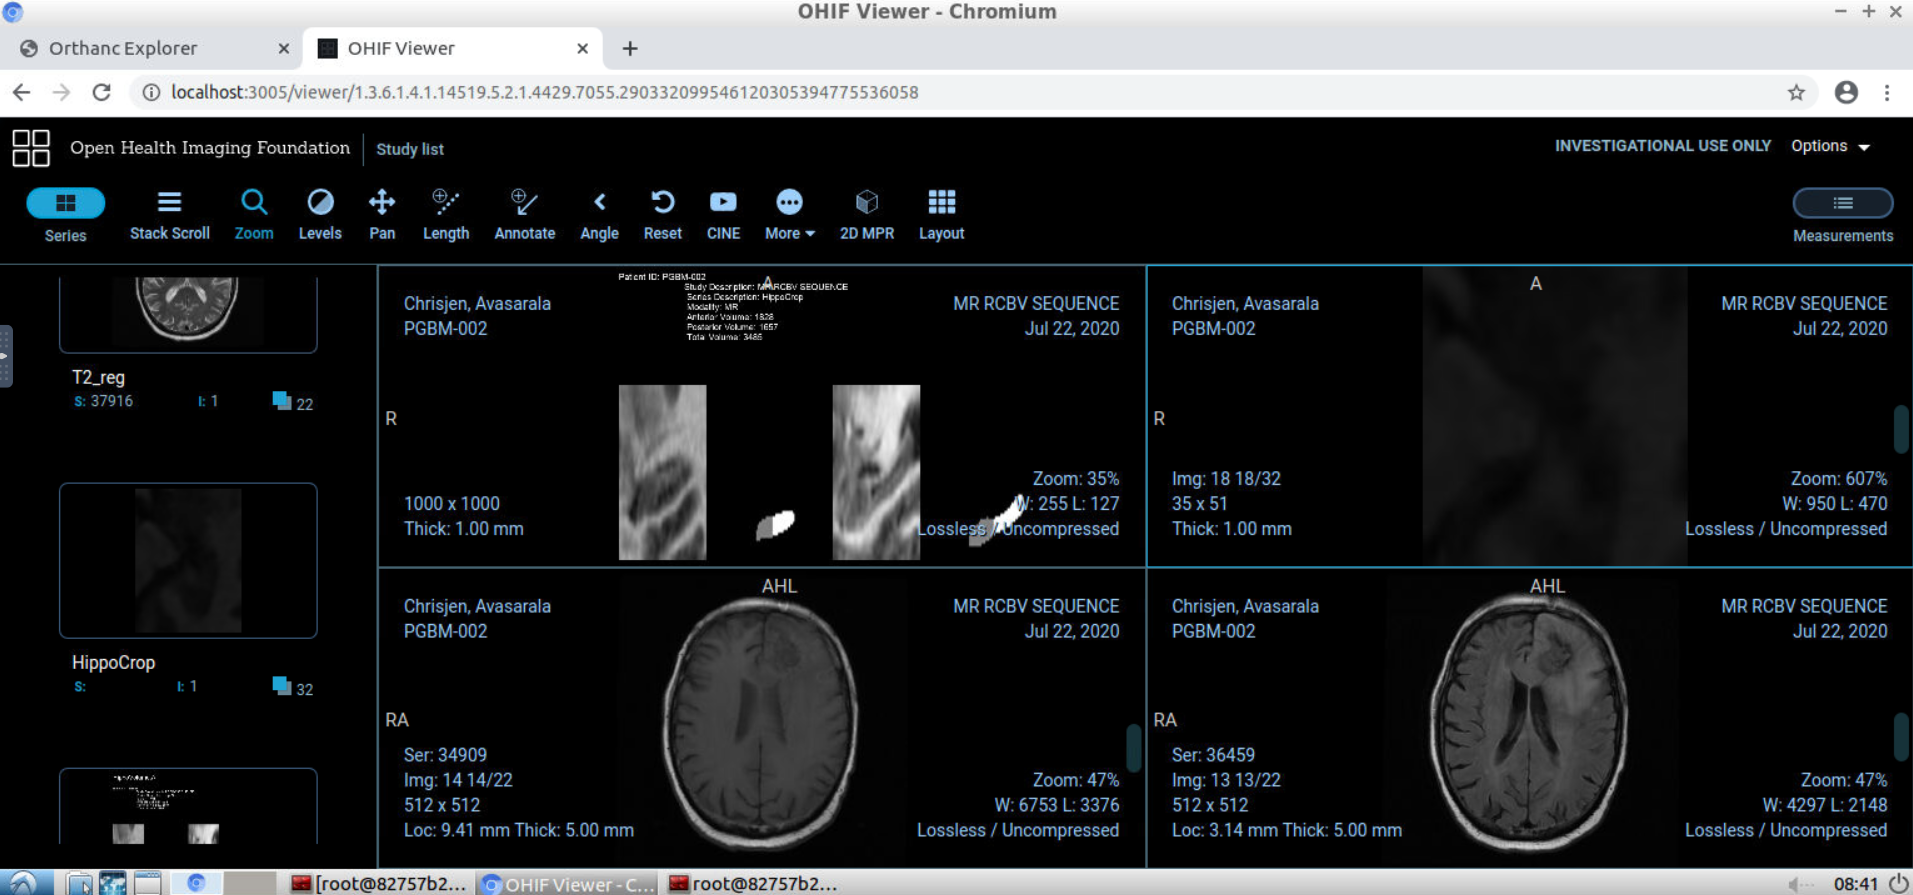 OHIF Viewer - Chromium
Orthanc Explorer
OHIF Viewer
localhost:3005/viewer/1.3.6.1.4.1.14519.5.2.1.4429.7055.290332099546120305394775536058
Open Health Imaging Foundation
Study list
INVESTIGATIONAL USE ONLY
Options
Series
Stack Scroll
Zoom
Levels
Pan
Length
Annotate
Angle
Reset
CINE
More
2D MPR
Layout
Measurements
T2_reg
S: 37916 I: 1 22
HippoCrop
S: I: 1 32
Patient ID: PGBM-002
Study Description: MR RCBV SEQUENCE
Series Description: HippoCrop
Modality: MR
Anterior Volume: 1828
Posterior Volume: 1657
Total Volume: 3485
A
Chrisjen, Avasarala
PGBM-002
MR RCBV SEQUENCE
Jul 22, 2020
R
1000 x 1000
Thick: 1.00 mm
Zoom: 35%
W: 255 L: 127
Lossless / Uncompressed
A
Chrisjen, Avasarala
PGBM-002
MR RCBV SEQUENCE
Jul 22, 2020
R
Img: 18 18/32
35 x 51
Thick: 1.00 mm
Zoom: 607%
W: 950 L: 470
Lossless / Uncompressed
AHL
Chrisjen, Avasarala
PGBM-002
MR RCBV SEQUENCE
Jul 22, 2020
RA
Ser: 34909
Img: 14 14/22
512 x 512
Loc: 9.41 mm Thick: 5.00 mm
Zoom: 47%
W: 6753 L: 3376
Lossless / Uncompressed
AHL
Chrisjen, Avasarala
PGBM-002
MR RCBV SEQUENCE
Jul 22, 2020
RA
Ser: 36459
Img: 13 13/22
512 x 512
Loc: 3.14 mm Thick: 5.00 mm
Zoom: 47%
W: 4297 L: 2148
Lossless / Uncompressed
[root@82757b2...
OHIF Viewer - C...
root@82757b2...
08:41